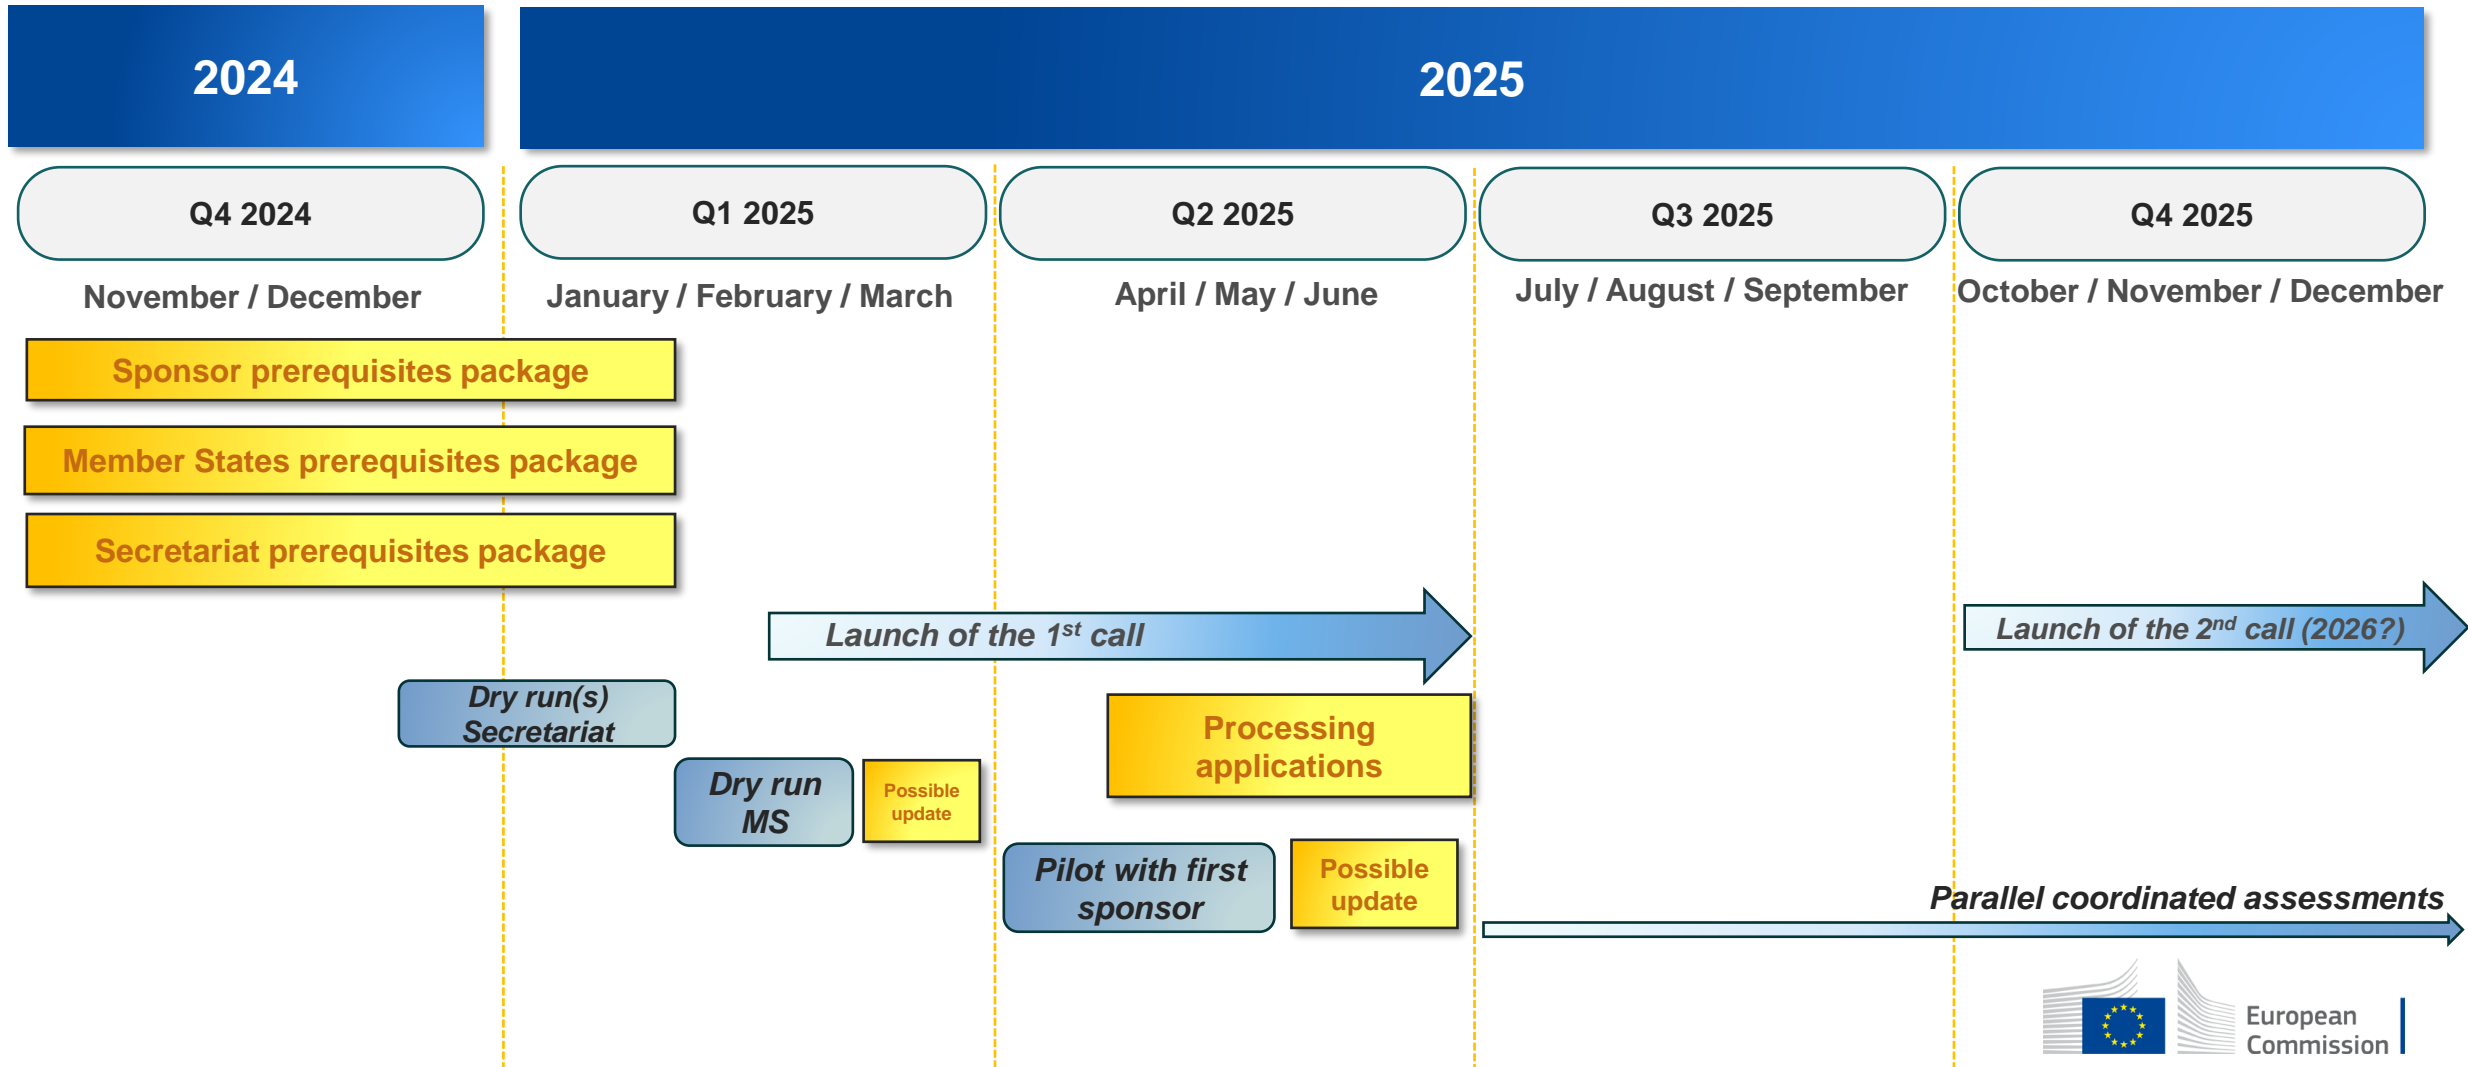 2024
2025
Q4 2024
Q1 2025
Q2 2025
Q3 2025
Q4 2025
November / December
January / February / March
April / May / June
July / August / September
October / November / December
Sponsor prerequisites package
Member States prerequisites package
Secretariat prerequisites package
Launch of the 1st call
Launch of the 2nd call (2026?)
Dry run(s)
Secretariat
Processing
applications
Dry run
MS
Possible
update
Pilot with first
sponsor
Possible
update
Parallel coordinated assessments
European
Commission